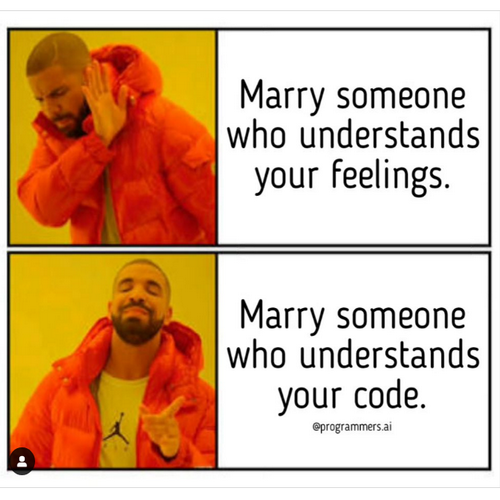 Marry someone
who understands
your feelings.
Marry someone
who understands
your code.
@programmers.ai